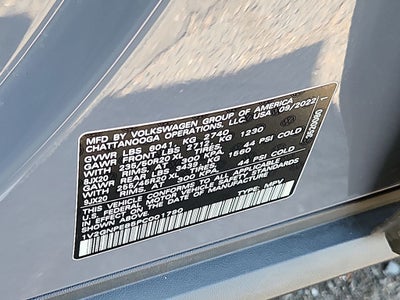 MFD BY VOLKSWAGEN GROUP OF AMERICA
CHATTANOOGA OPERATIONS, LLC. USA 09/2022
GVWR LBS 6041, KG 2740
GAWR FRONT LBS 2712 KG 1230
235/50R20 XL TIRES,
9JX20 RIMS AT 300 KPA/ 44 PSI COLD
GAWR REAR LBS 3439 KG 1560
255/45R20 XL TIRES,
9JX20 RIMS AT 300 KPA/ 44 PSI COLD
THIS VEHICLE CONFORMS TO ALL APPLICABLE
FEDERAL MOTOR VEHICLE SAFETY STANDARDS
IN EFFECT ON THE DATE OF MANUFACTURE
SHOWN ABOVE
TYPE: MPV